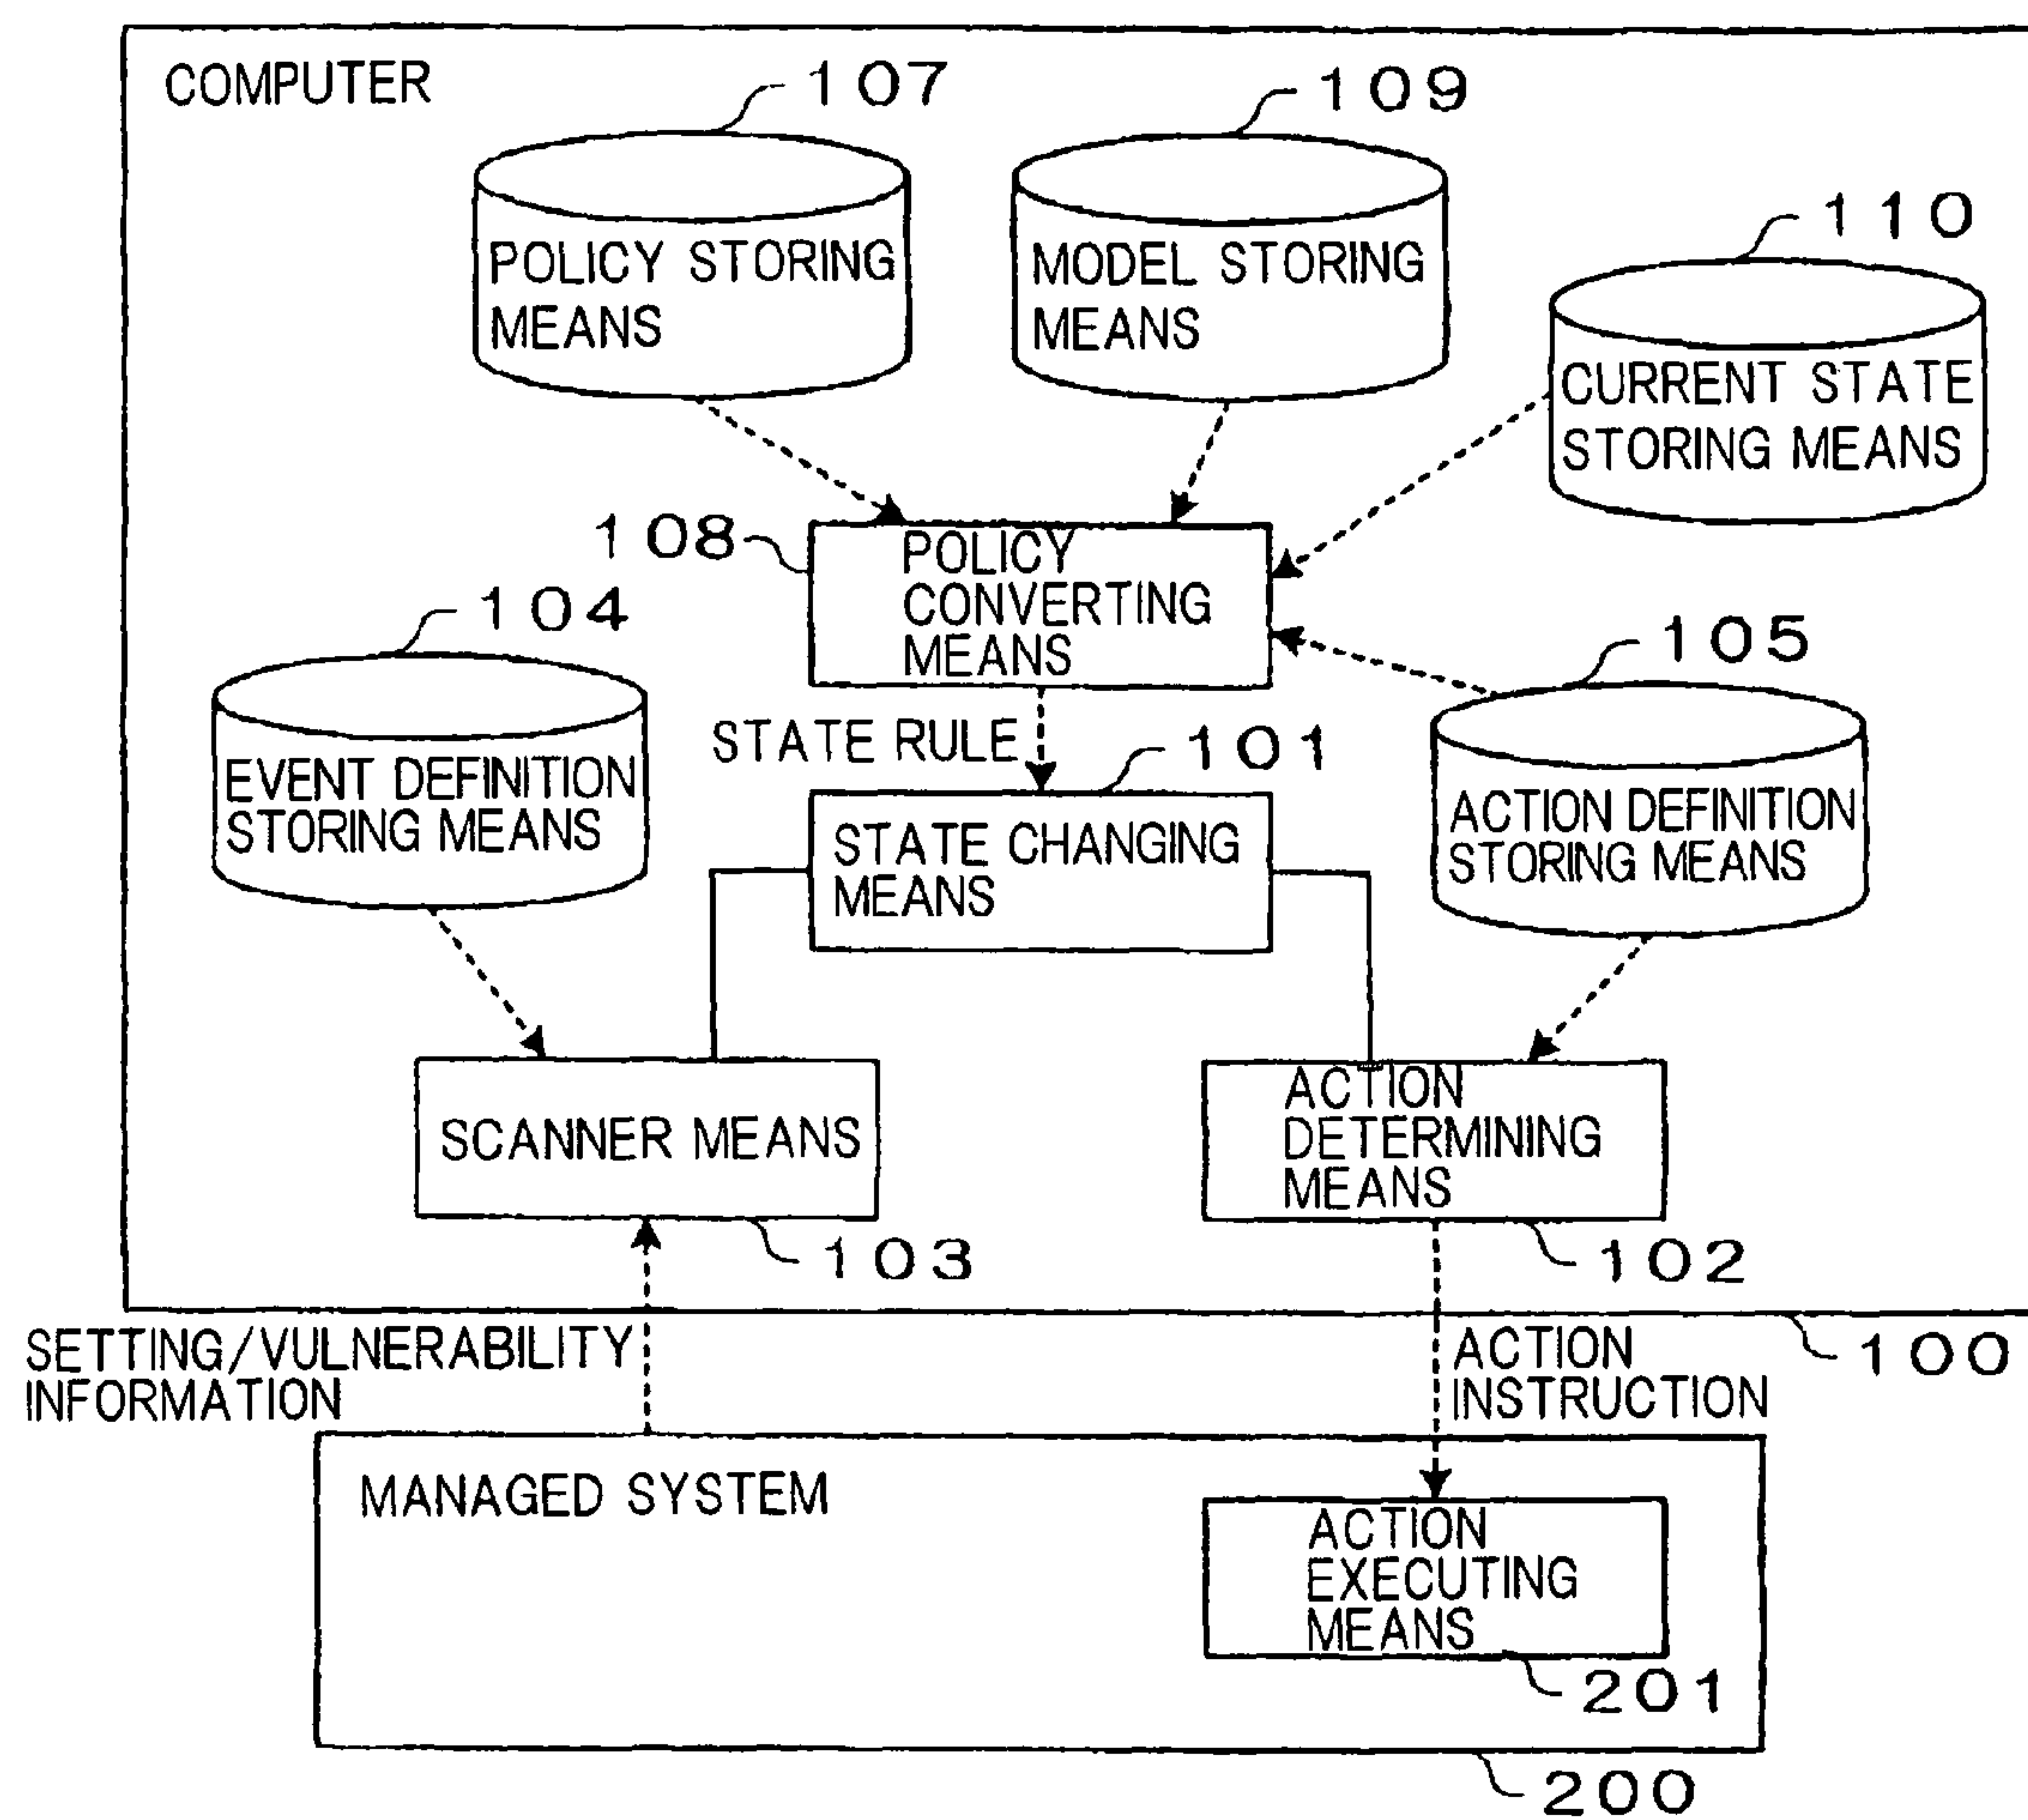 COMPUTER
107
109
110
POLICY STORING
MEANS
MODEL STORING
MEANS
CURRENT STATE
STORING MEANS
108
POLICY
CONVERTING
MEANS
104
105
STATE RULE
101
EVENT DEFINITION
STORING MEANS
STATE CHANGING
MEANS
ACTION DEFINITION
STORING MEANS
SCANNER MEANS
ACTION
DETERMINING
MEANS
103
102
SETTING/VULNERABILITY
INFORMATION
ACTION
INSTRUCTION
100
MANAGED SYSTEM
ACTION
EXECUTING
MEANS
201
200